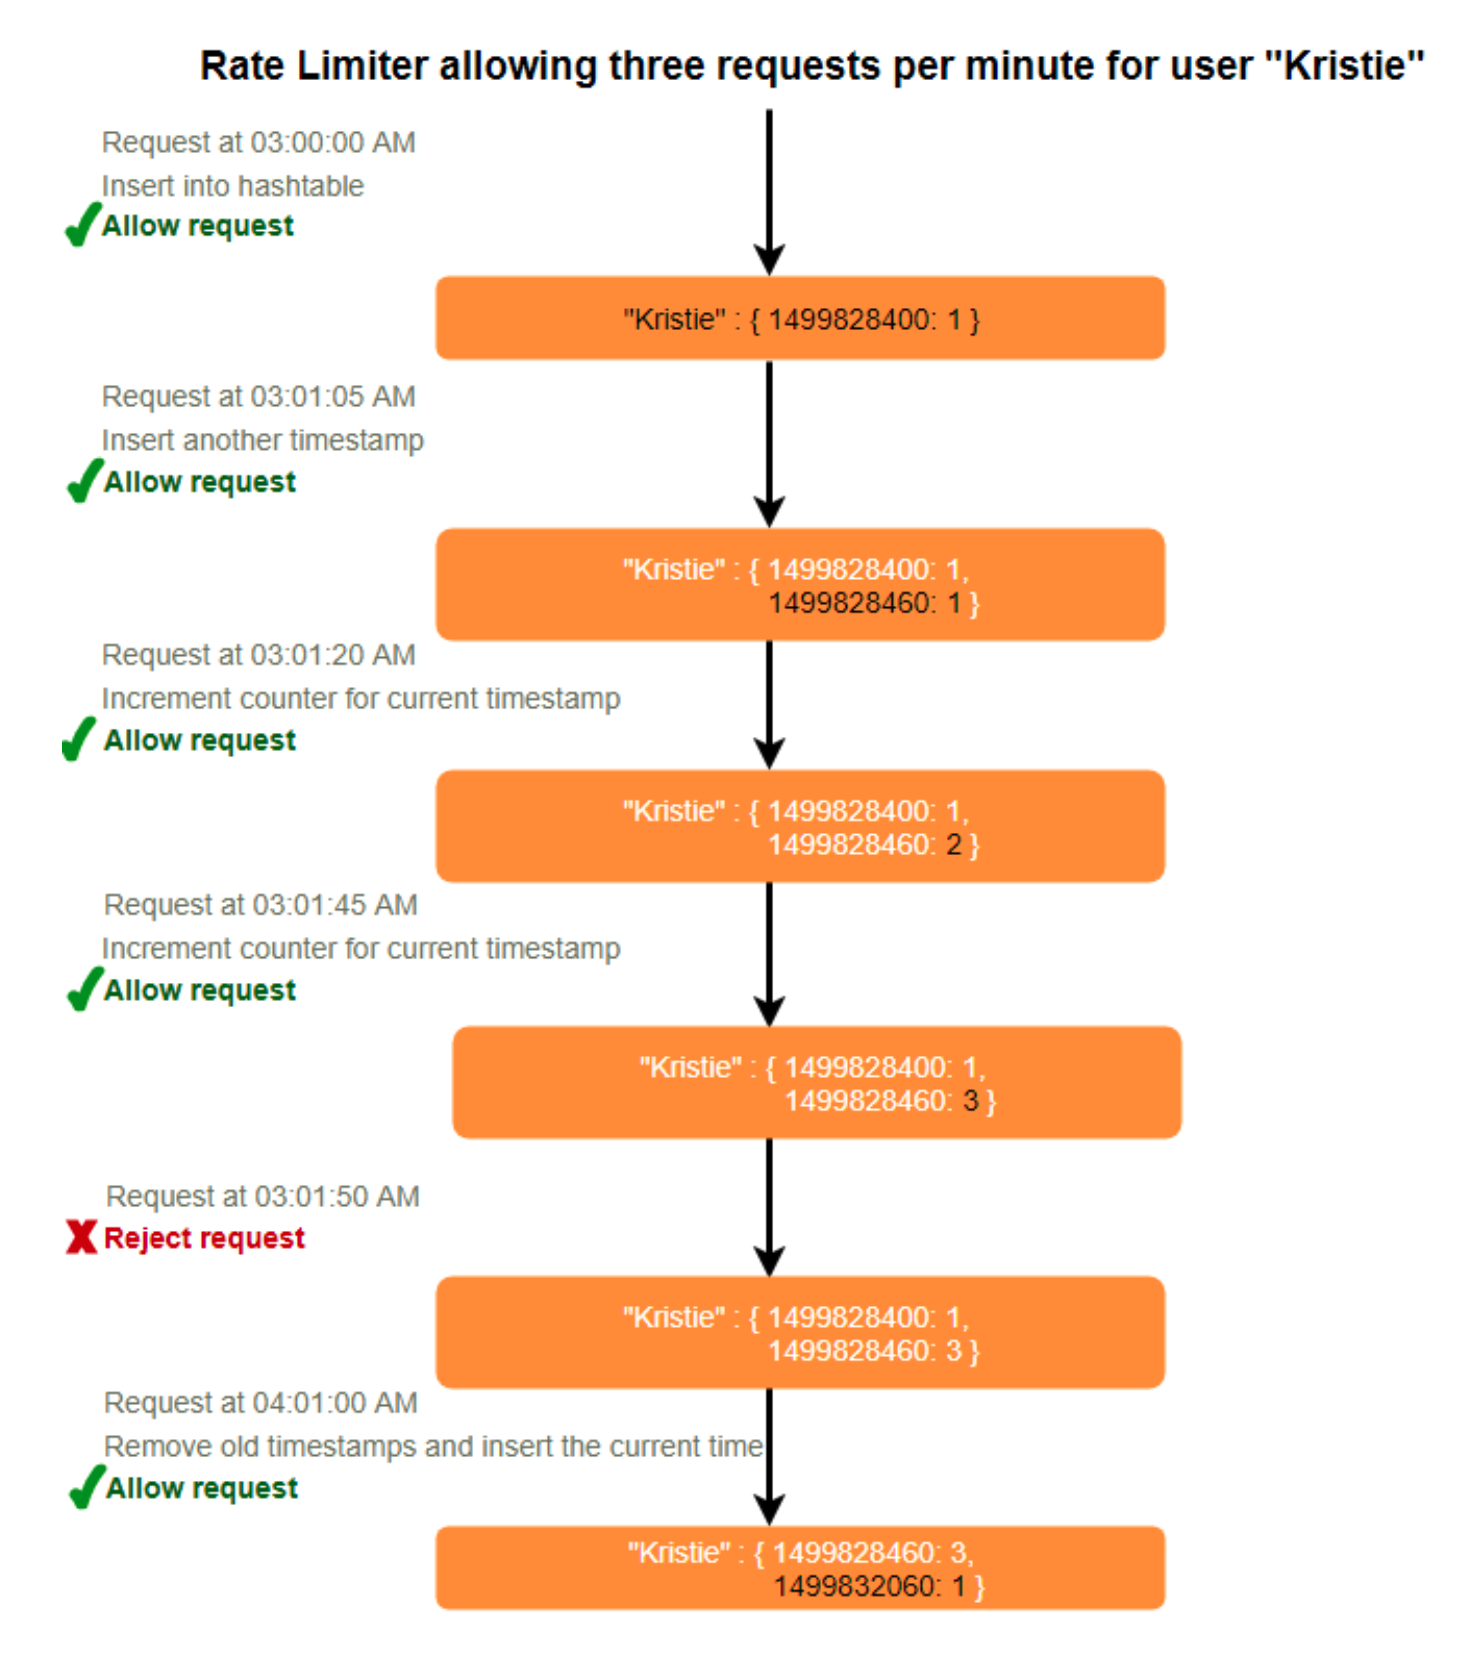 Rate Limiter allowing three requests per minute for user "Kristie"
Request at 03:00:00 AM
Insert into hashtable
Allow request
"Kristie" : { 1499828400: 1 }
Request at 03:01:05 AM
Insert another timestamp
Allow request
"Kristie" : { 1499828400: 1,
1499828460: 1 }
Request at 03:01:20 AM
Increment counter for current timestamp
Allow request
"Kristie" : { 1499828400: 1,
1499828460: 2 }
Request at 03:01:45 AM
Increment counter for current timestamp
Allow request
"Kristie" : { 1499828400: 1,
1499828460: 3 }
Request at 03:01:50 AM
Reject request
"Kristie" : { 1499828400: 1,
1499828460: 3 }
Request at 04:01:00 AM
Remove old timestamps and insert the current time
Allow request
"Kristie" : { 1499828460: 3,
1499832060: 1 }